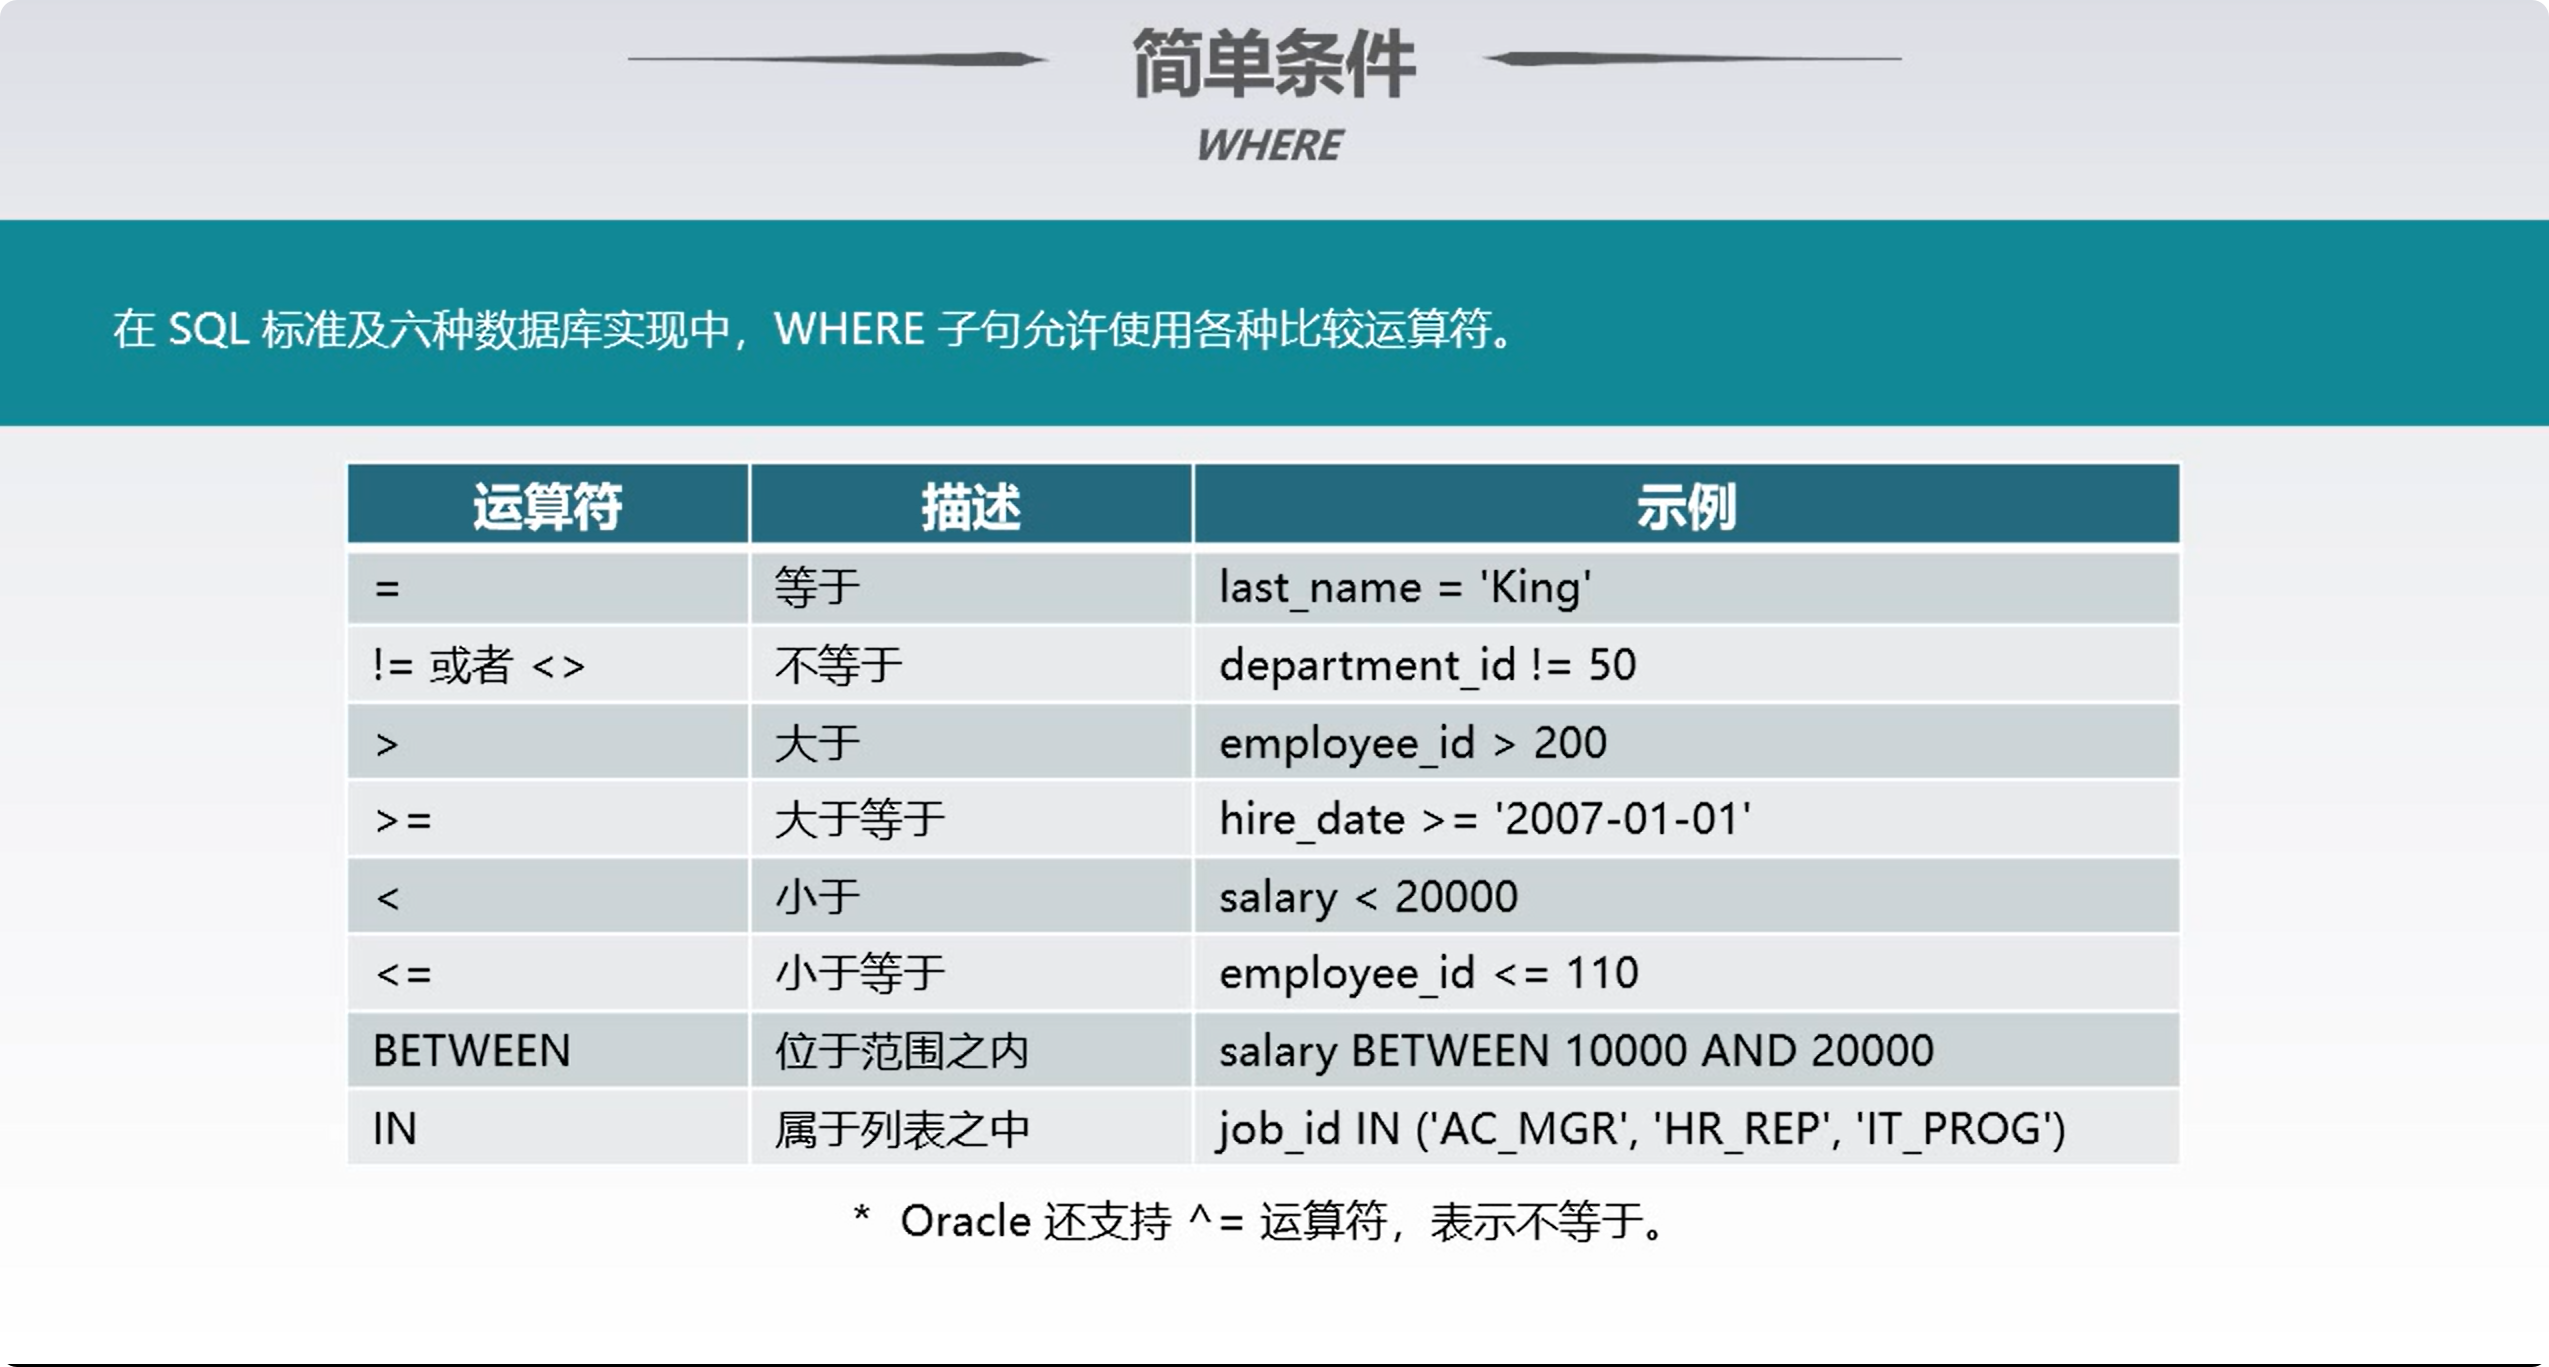 简单条件
WHERE
在 SQL 标准及六种数据库实现中，WHERE 子句允许使用各种比较运算符。
运算符 描述 示例
= 等于 last_name = 'King'
!= 或者 <> 不等于 department_id != 50
> 大于 employee_id > 200
>= 大于等于 hire_date >= '2007-01-01'
< 小于 salary < 20000
<= 小于等于 employee_id <= 110
BETWEEN 位于范围之内 salary BETWEEN 10000 AND 20000
IN 属于列表之中 job_id IN ('AC_MGR', 'HR_REP', 'IT_PROG')
* Oracle 还支持 ^= 运算符，表示不等于。